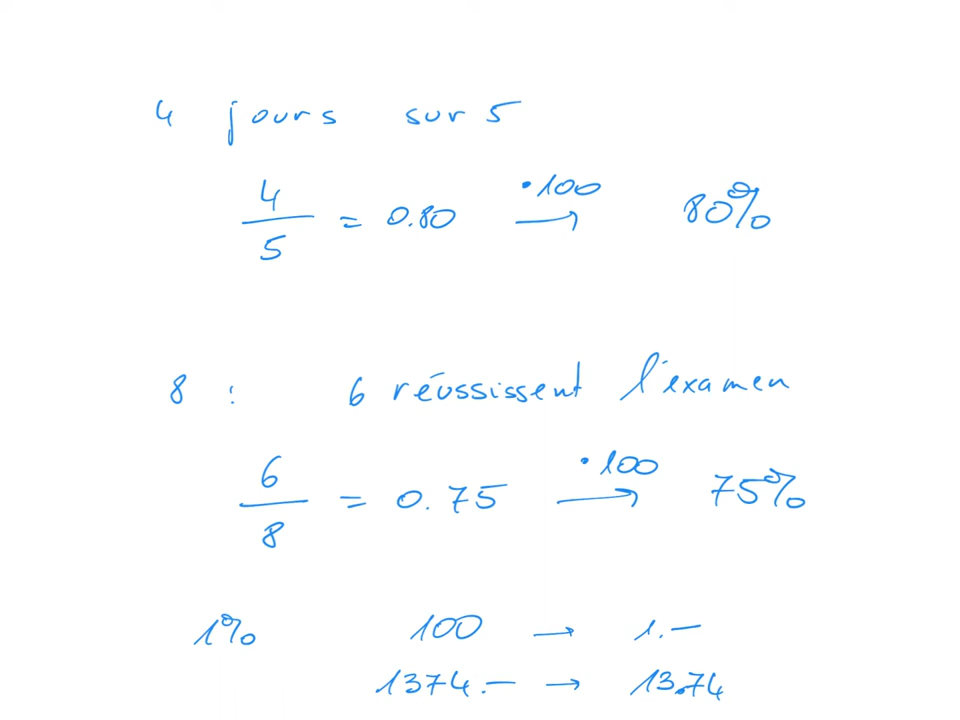 4 jours sur 5
4/5 = 0.80 →·100 80%
8 : 6 réussissent l'examen
6/8 = 0.75 →·100 75%
1% 100 → 1.—
1374.— → 13.74